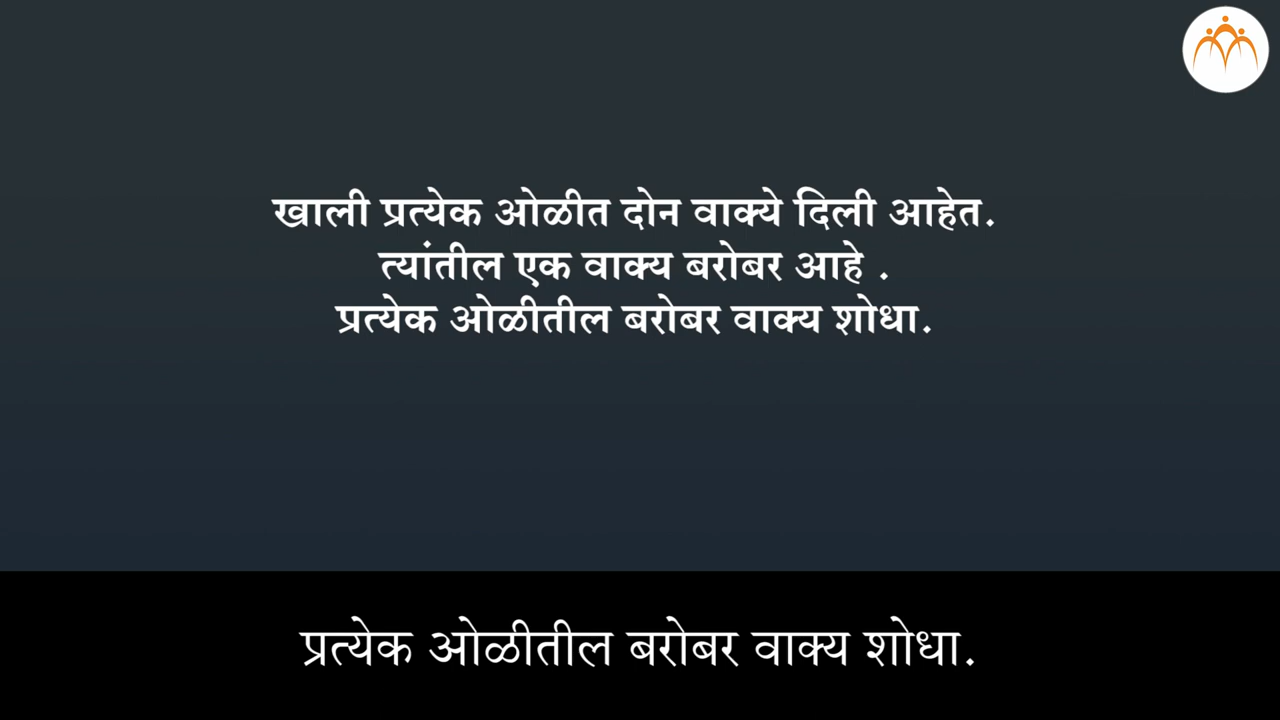 खाली प्रत्येक ओळीत दोन वाक्ये दिली आहेत.
त्यांतील एक वाक्य बरोबर आहे .
प्रत्येक ओळीतील बरोबर वाक्य शोधा.
प्रत्येक ओळीतील बरोबर वाक्य शोधा.